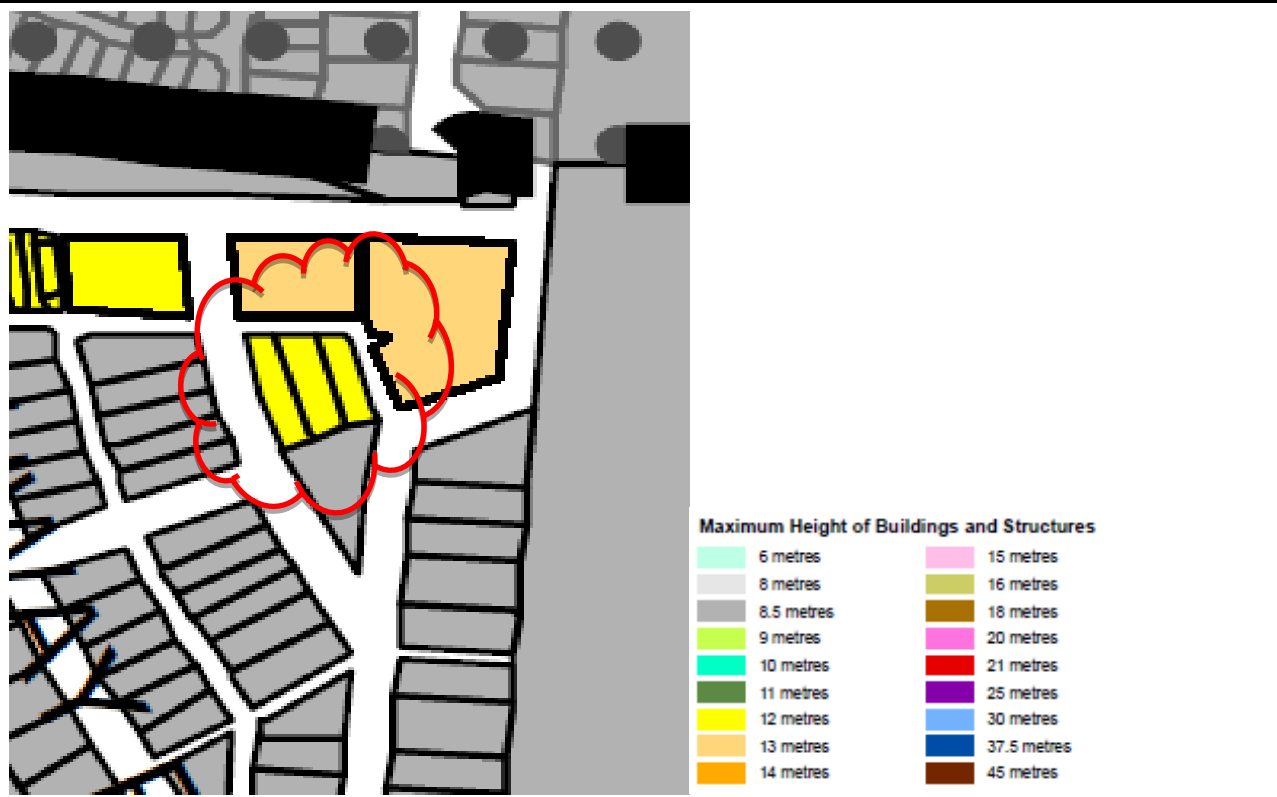 Maximum Height of Buildings and Structures
6 metres
8 metres
8.5 metres
9 metres
10 metres
11 metres
12 metres
13 metres
14 metres
15 metres
16 metres
18 metres
20 metres
21 metres
25 metres
30 metres
37.5 metres
45 metres